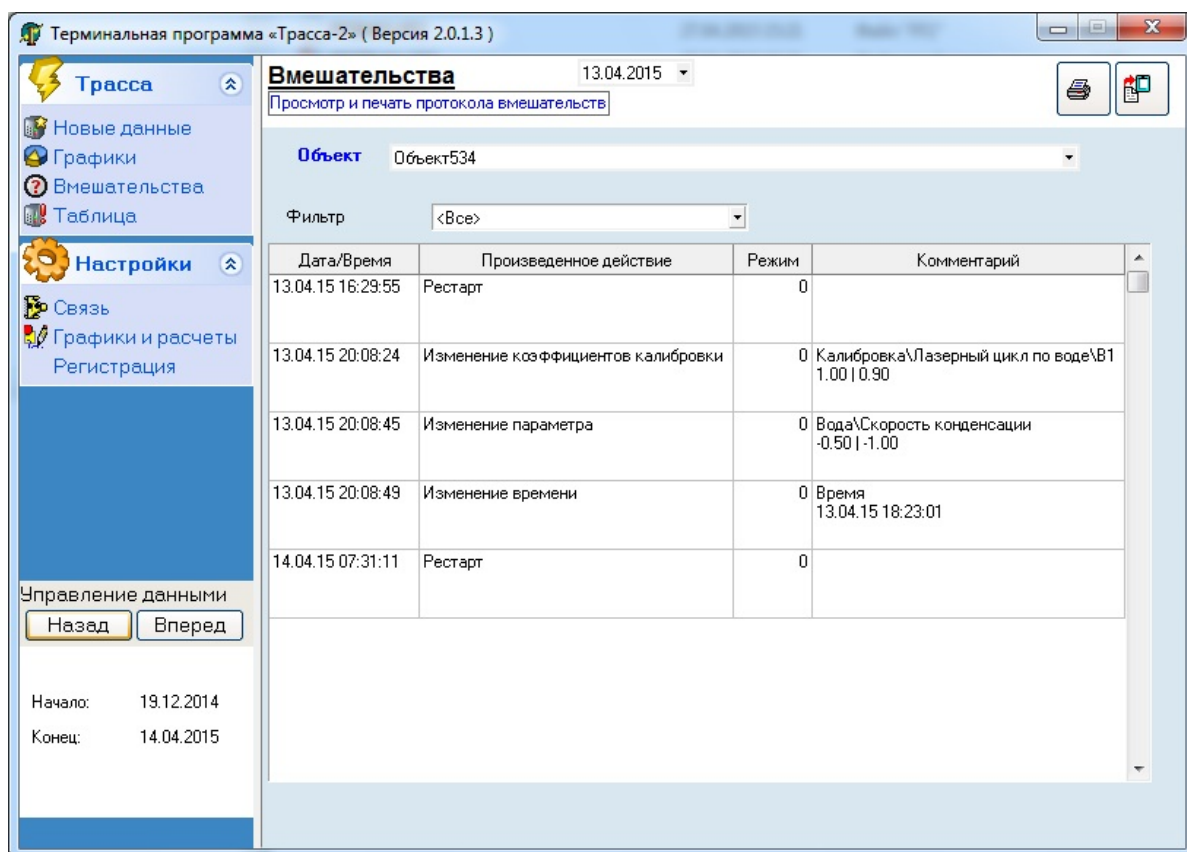 Терминальная программа «Трасса-2» ( Версия 2.0.1.3 )
Трасса
Новые данные
Графики
Вмешательства
Таблица
Настройки
Связь
Графики и расчеты
Регистрация
Управление данными
Назад Вперед
Начало: 19.12.2014
Конец: 14.04.2015
Вмешательства 13.04.2015
Просмотр и печать протокола вмешательств
Объект Объект534
Фильтр <Все>
Дата/Время Произведенное действие Режим Комментарий
13.04.15 16:29:55 Рестарт 0
13.04.15 20:08:24 Изменение коэффициентов калибровки 0 Калибровка\Лазерный цикл по воде\В1
1.00 | 0.90
13.04.15 20:08:45 Изменение параметра 0 Вода\Скорость конденсации
-0.50 | -1.00
13.04.15 20:08:49 Изменение времени 0 Время
13.04.15 18:23:01
14.04.15 07:31:11 Рестарт 0